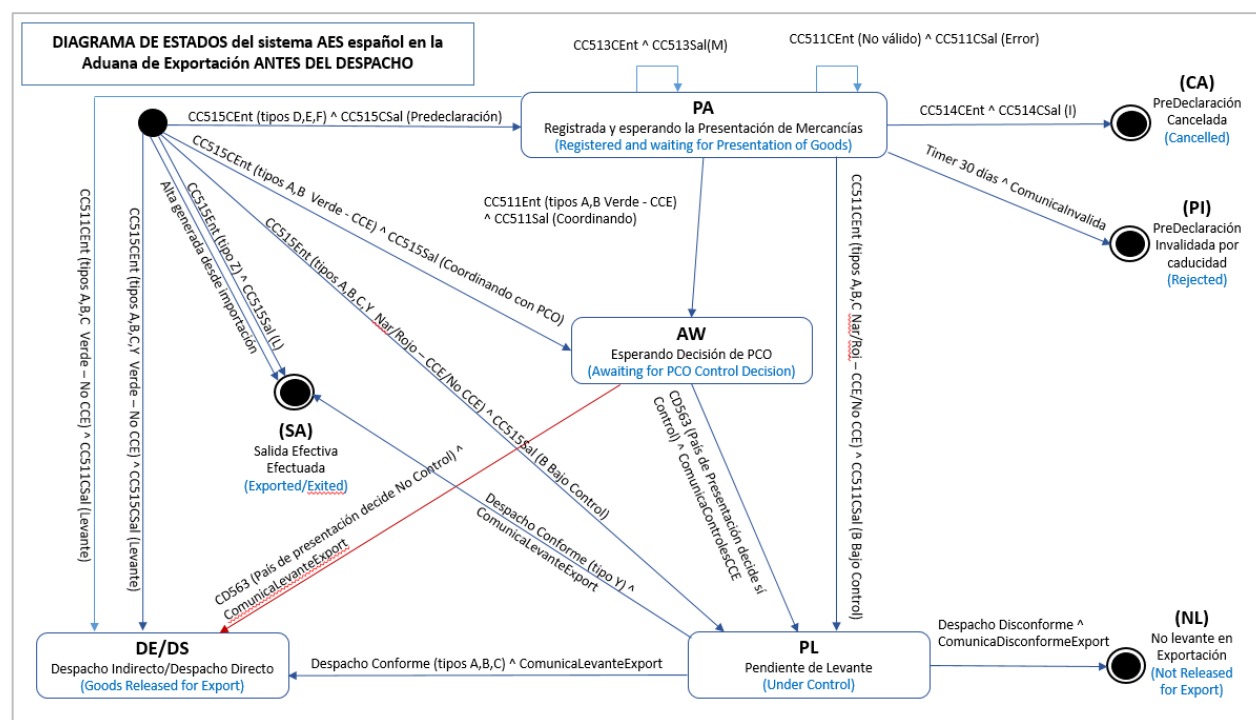 DIAGRAMA DE ESTADOS del sistema AES español en la
Aduana de Exportación ANTES DEL DESPACHO
CC513CEnt ^ CC513Sal(M)
CC511CEnt (No válido) ^ CC511CSal (Error)
PA
Registrada y esperando la Presentación de Mercancías
(Registered and waiting for Presentation of Goods)
CC515CEnt (tipos D,E,F) ^ CC515CSal (Predeclaración)
CC514CEnt ^ CC514CSal (I)
(CA)
PreDeclaración
Cancelada
(Cancelled)
Timer 30 días ^ ComunicaInvalida
(PI)
PreDeclaración
Invalidada por
caducidad
(Rejected)
CC511Ent (tipos A,B Verde - CCE)
^ CC511Sal (Coordinando)
CC515CEnt (tipos A,B Verde - CCE) ^ CC515Sal (Coordinando con PCO)
CC515Ent (tipos A,B,C,Y Nar/Rojo – CCE/No CCE) ^ CC515Sal (B Bajo Control)
CC515Ent (tipo Z) ^ CC515Sal (L)
Alta generada desde importación
CC511CEnt (tipos A,B,C Verde – No CCE) ^ CC511CSal (Levante)
CC515CEnt (tipos A,B,C,Y Verde – No CCE) ^CC515CSal (Levante)
CC511CEnt (tipos A,B,C Nar/Roj – CCE/No CCE) ^ CC511CSal (B Bajo Control)
AW
Esperando Decisión de PCO
(Awaiting for PCO Control Decision)
(SA)
Salida Efectiva
Efectuada
(Exported/Exited)
CD563 (País de presentación decide No Control) ^
ComunicaLevanteExport
Despacho Conforme (tipo Y) ^
ComunicaLevanteExport
CD563 (País de Presentación decide sí
Control) ^ ComunicaControlesCCE
DE/DS
Despacho Indirecto/Despacho Directo
(Goods Released for Export)
Despacho Conforme (tipos A,B,C) ^ ComunicaLevanteExport
PL
Pendiente de Levante
(Under Control)
Despacho Disconforme ^
ComunicaDisconformeExport
(NL)
No levante en
Exportación
(Not Released
for Export)